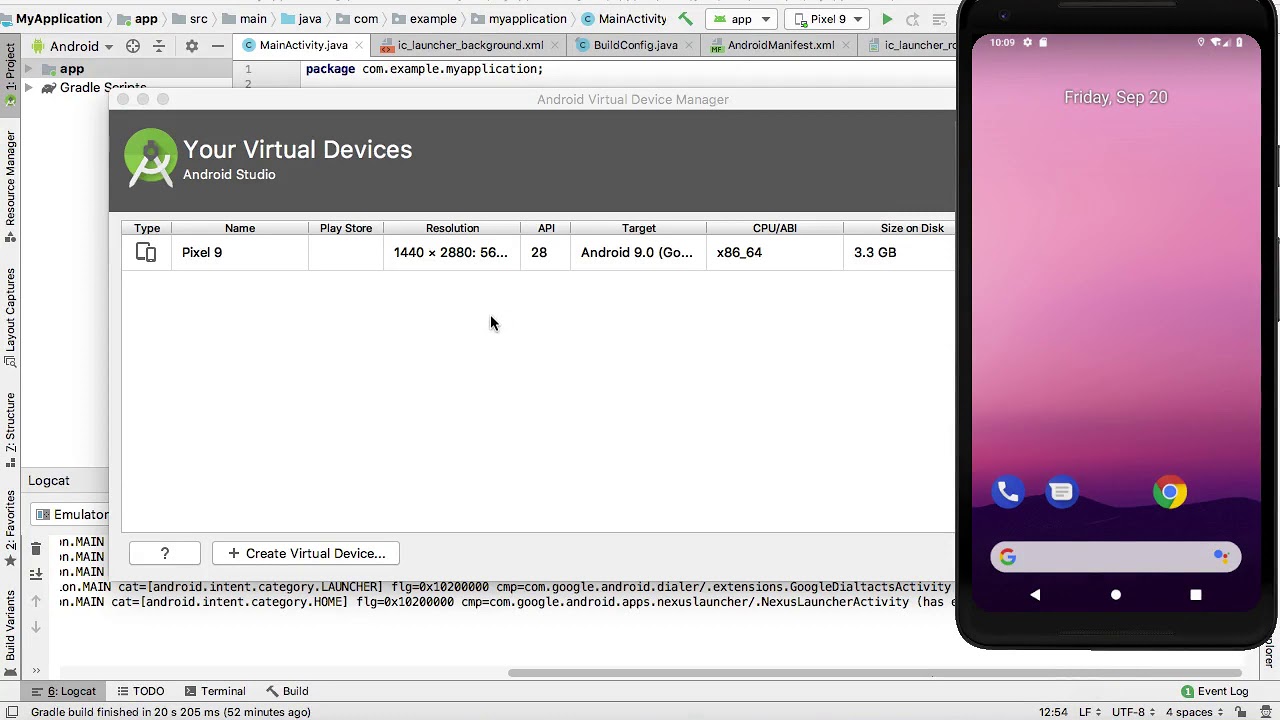 MyApplication app src main java com example myapplication MainActivity app Pixel 9
Android MainActivity.java ic_launcher_background.xml BuildConfig.java AndroidManifest.xml ic_launcher_ro
app 1 package com.example.myapplication;
Gradle Scripts 2
1: Project
Resource Manager
Layout Captures
Z: Structure
2: Favorites
Build Variants
Android Virtual Device Manager
Your Virtual Devices
Android Studio
Type Name Play Store Resolution API Target CPU/ABI Size on Disk
Pixel 9 1440 × 2880: 56... 28 Android 9.0 (Go... x86_64 3.3 GB
? + Create Virtual Device...
10:09
Friday, Sep 20
Logcat
Emulator
on.MAIN
on.MAIN
on.MAIN
on.MAIN cat=[android.intent.category.LAUNCHER] flg=0x10200000 cmp=com.google.android.dialer/.extensions.GoogleDialtactsActivity
on.MAIN cat=[android.intent.category.HOME] flg=0x10200000 cmp=com.google.android.apps.nexuslauncher/.NexusLauncherActivity (has e
»
6: Logcat TODO Terminal Build 1 Event Log
Gradle build finished in 20 s 205 ms (52 minutes ago) 12:54 LF UTF-8 4 spaces